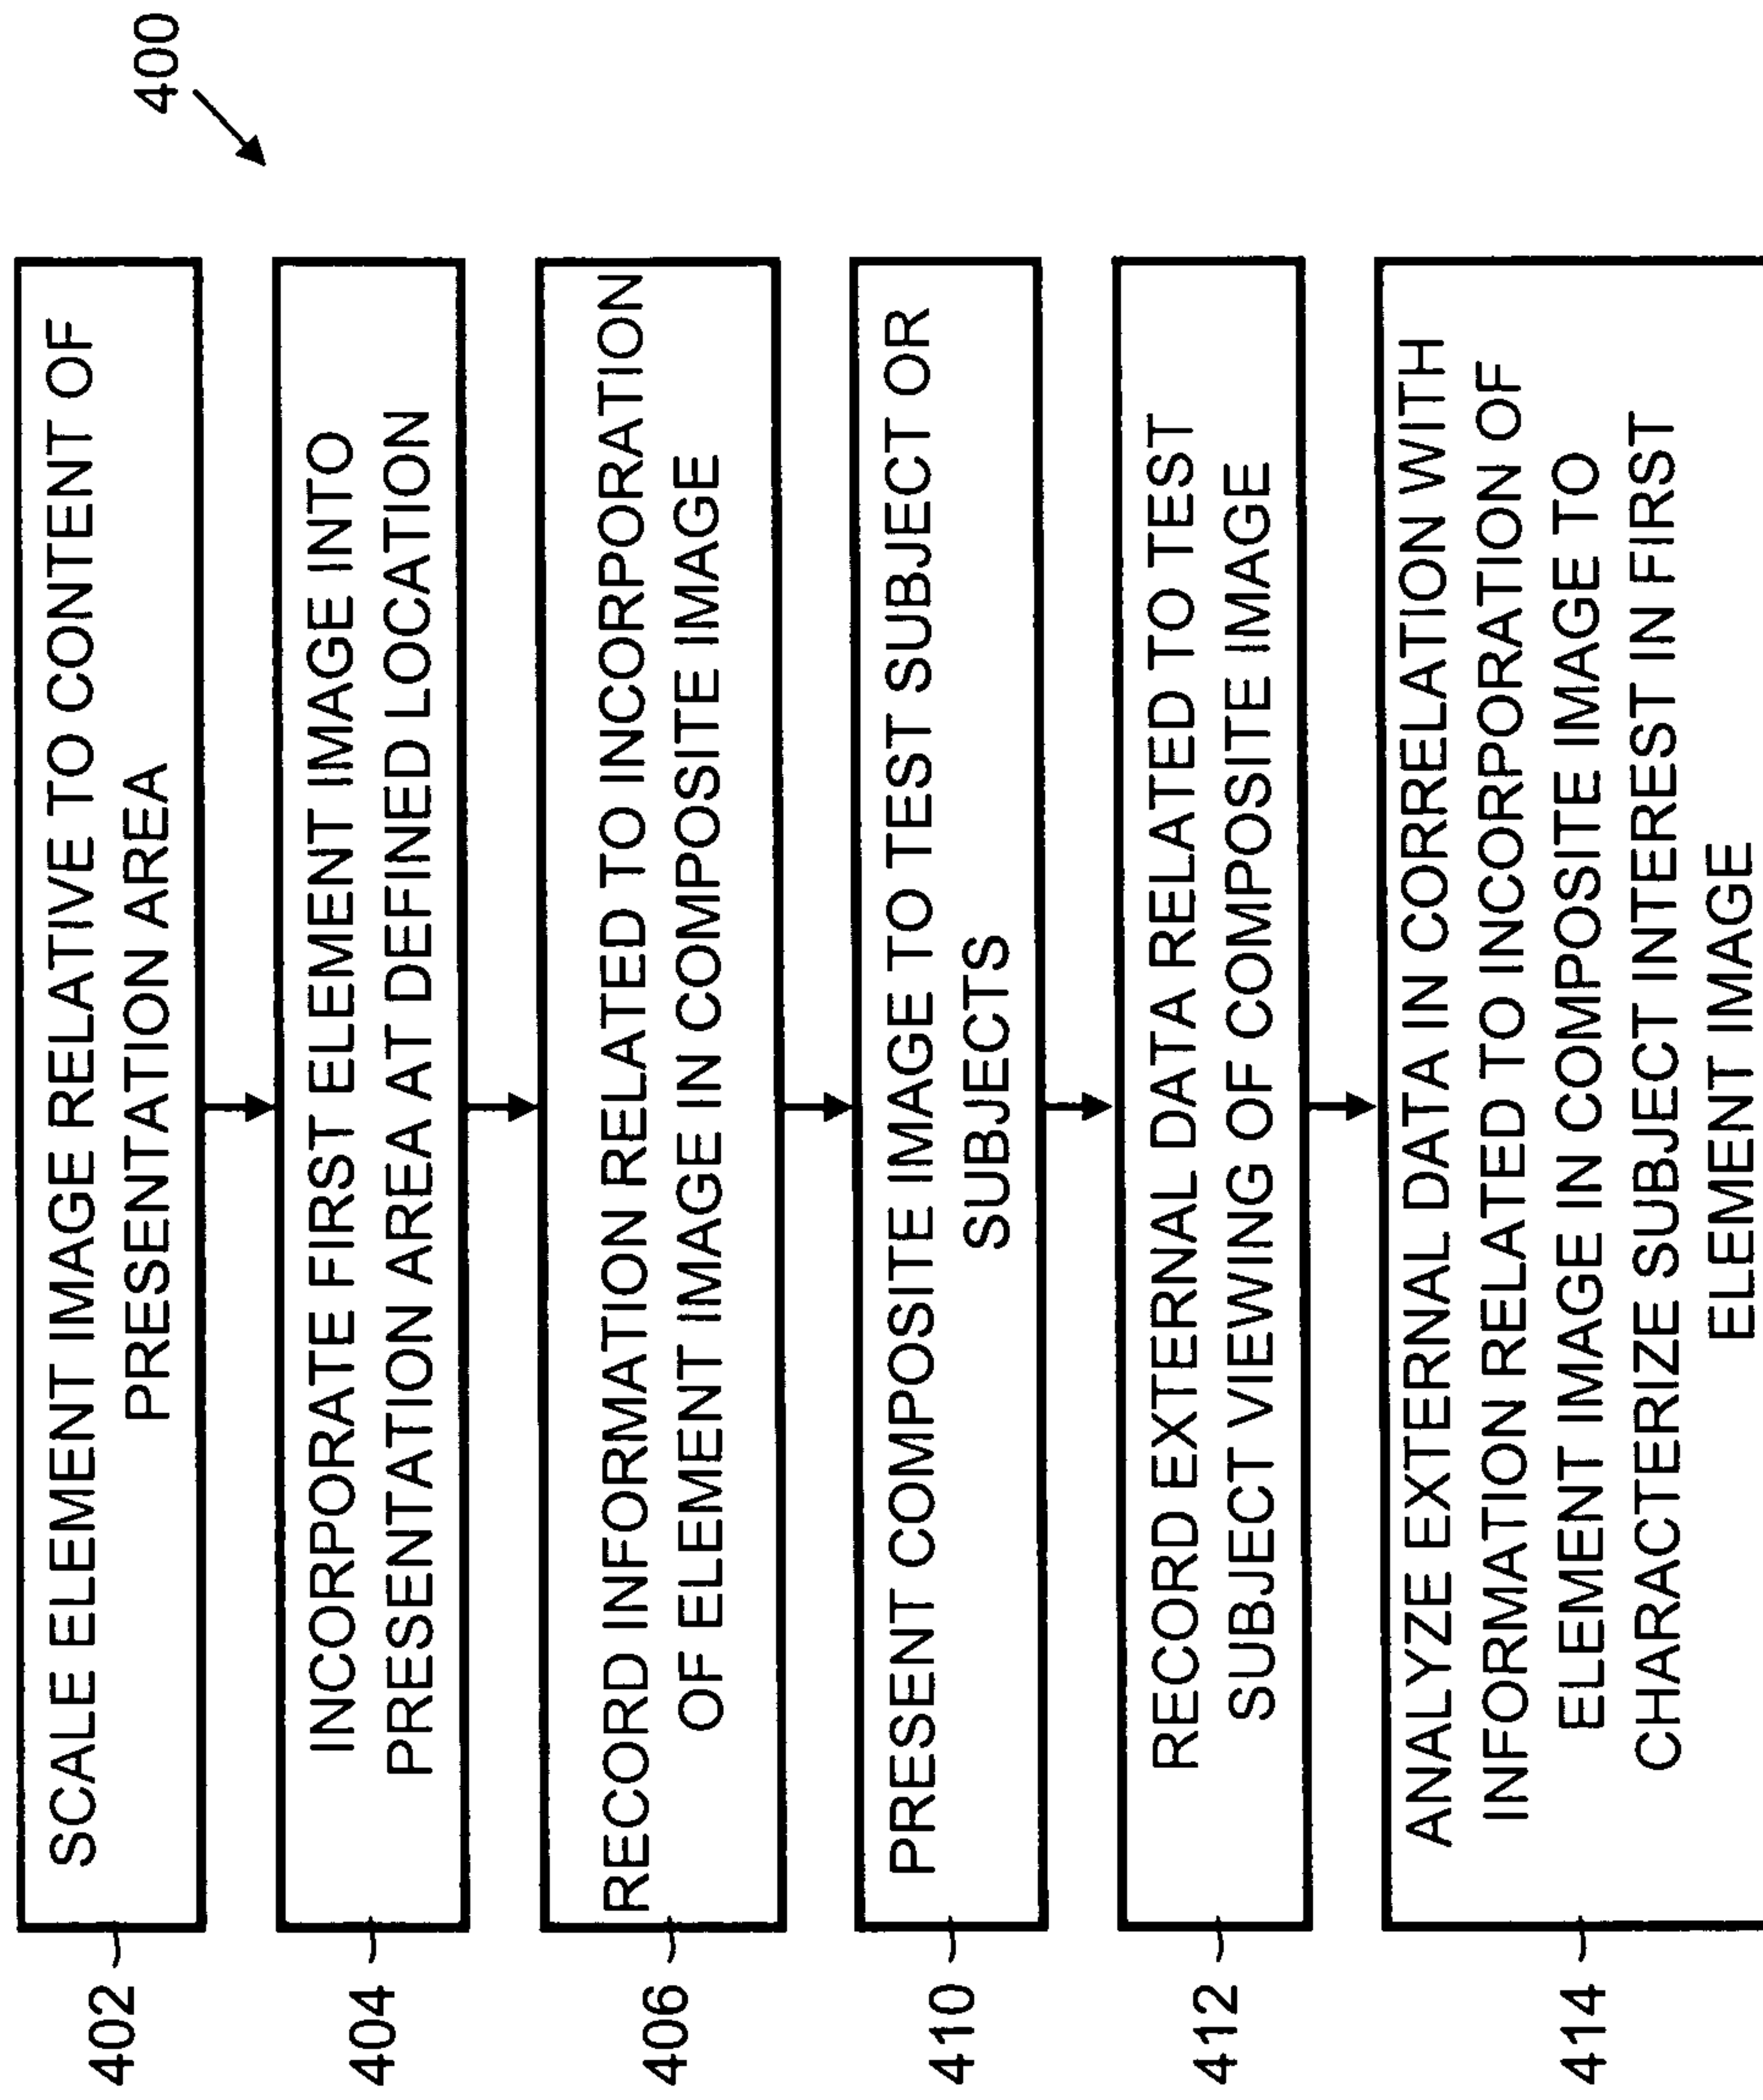 400
402
SCALE ELEMENT IMAGE RELATIVE TO CONTENT OF
PRESENTATION AREA
404
INCORPORATE FIRST ELEMENT IMAGE INTO
PRESENTATION AREA AT DEFINED LOCATION
406
RECORD INFORMATION RELATED TO INCORPORATION
OF ELEMENT IMAGE IN COMPOSITE IMAGE
410
PRESENT COMPOSITE IMAGE TO TEST SUBJECT OR
SUBJECTS
412
RECORD EXTERNAL DATA RELATED TO TEST
SUBJECT VIEWING OF COMPOSITE IMAGE
414
ANALYZE EXTERNAL DATA IN CORRELATION WITH
INFORMATION RELATED TO INCORPORATION OF
ELEMENT IMAGE IN COMPOSITE IMAGE TO
CHARACTERIZE SUBJECT INTEREST IN FIRST
ELEMENT IMAGE